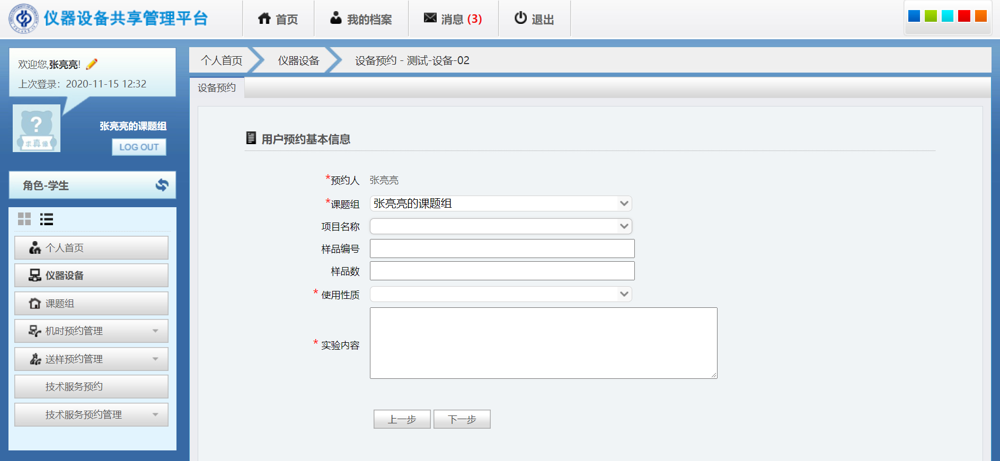 仪器设备共享管理平台
首页
我的档案
消息 (3)
退出
欢迎您,张亮亮!
上次登录：2020-11-15 12:32
?
求真像
张亮亮的课题组
LOG OUT
角色-学生
个人首页
仪器设备
课题组
机时预约管理
送样预约管理
技术服务预约
技术服务预约管理
个人首页
仪器设备
设备预约 - 测试-设备-02
设备预约
用户预约基本信息
*预约人 张亮亮
*课题组 张亮亮的课题组
项目名称
样品编号
样品数
* 使用性质
* 实验内容
上一步
下一步